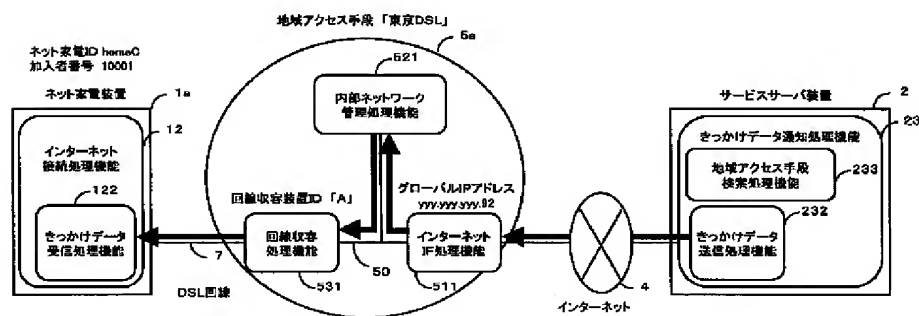 地域アクセス手段「東京DSL」
5a
ネット家電ID homeC
加入者番号 10001
ネット家電装置
1a
12
インターネット
接続処理機能
122
きっかけデータ
受信処理機能
7
DSL回線
521
内部ネットワーク
管理処理機能
回線収容装置ID「A」
回線収容
処理機能
531
50
グローバルIPアドレス
yyy.yyy.yyy.92
インターネット
IF処理機能
511
4
インターネット
サービスサーバ装置
2
23
きっかけデータ通知処理機能
地域アクセス手段
検索処理機能
233
232
きっかけデータ
送信処理機能